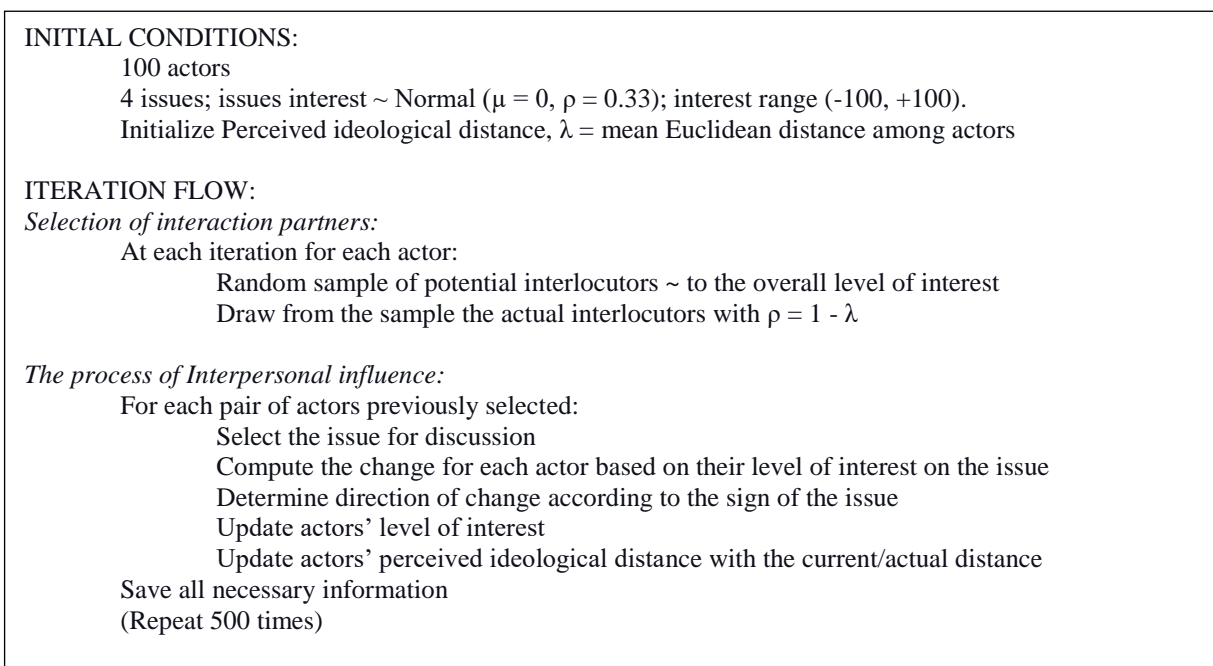 INITIAL CONDITIONS:
100 actors
4 issues; issues interest ~ Normal (μ = 0, ρ = 0.33); interest range (-100, +100).
Initialize Perceived ideological distance, λ = mean Euclidean distance among actors
ITERATION FLOW:
Selection of interaction partners:
At each iteration for each actor:
Random sample of potential interlocutors ~ to the overall level of interest
Draw from the sample the actual interlocutors with ρ = 1 - λ
The process of Interpersonal influence:
For each pair of actors previously selected:
Select the issue for discussion
Compute the change for each actor based on their level of interest on the issue
Determine direction of change according to the sign of the issue
Update actors’ level of interest
Update actors’ perceived ideological distance with the current/actual distance
Save all necessary information
(Repeat 500 times)